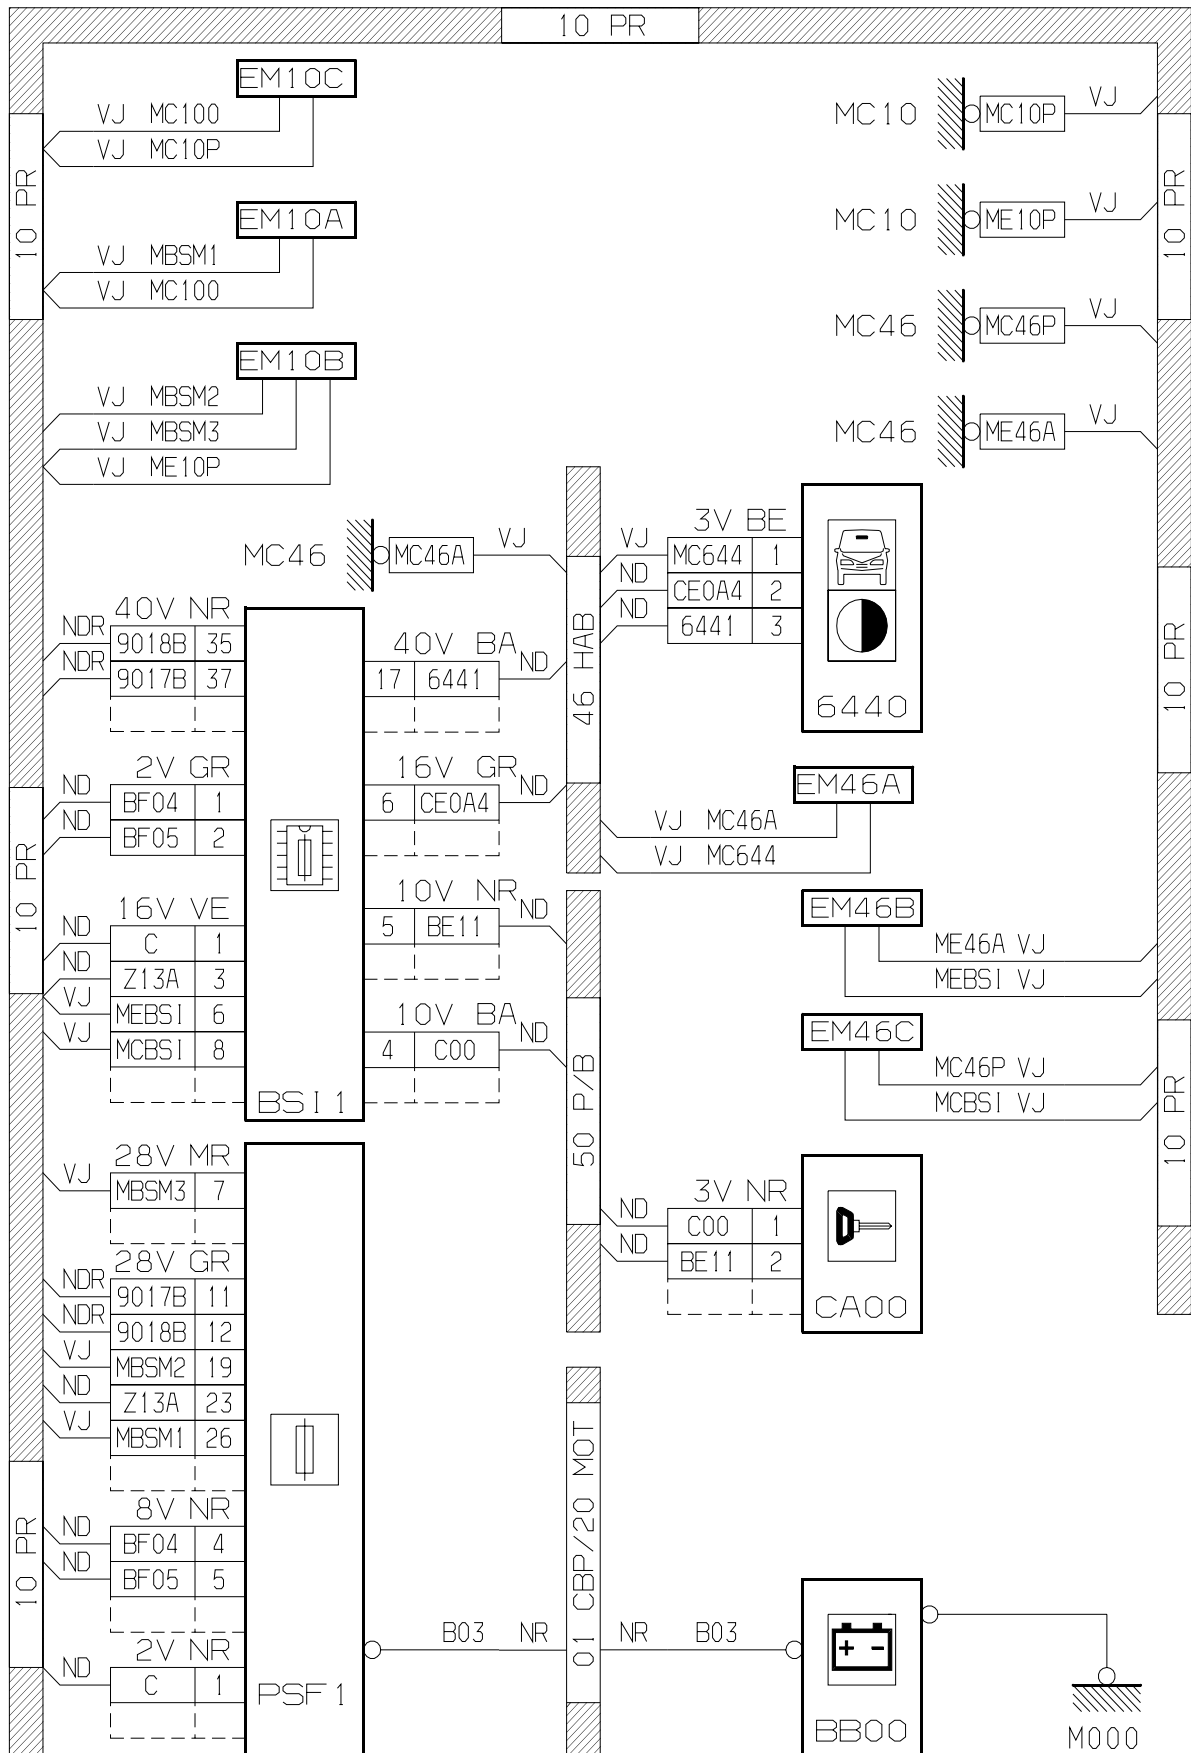 10 PR
EM10C
VJ MC100
VJ MC10P
10 PR
EM10A
VJ MBSM1
VJ MC100
EM10B
VJ MBSM2
VJ MBSM3
VJ ME10P
MC10 MC10P VJ
MC10 ME10P VJ
10 PR
MC46 MC46P VJ
MC46 ME46A VJ
MC46 MC46A VJ
46 HAB
3V BE
VJ MC644 1
ND CE0A4 2
ND 6441 3
6440
10 PR
40V NR
NDR 9018B 35
NDR 9017B 37
40V BA
17 6441 ND
2V GR
ND BF04 1
ND BF05 2
16V GR
6 CE0A4 ND
10 PR
EM46A
VJ MC46A
VJ MC644
16V VE
ND C 1
ND Z13A 3
VJ MEBSI 6
VJ MCBSI 8
BSI1
10V NR
5 BE11 ND
10V BA
4 C00 ND
50 P/B
EM46B
ME46A VJ
MEBSI VJ
EM46C
MC46P VJ
MCBSI VJ
10 PR
28V MR
VJ MBSM3 7
28V GR
NDR 9017B 11
NDR 9018B 12
VJ MBSM2 19
ND Z13A 23
VJ MBSM1 26
3V NR
ND C00 1
ND BE11 2
CA00
10 PR
8V NR
ND BF04 4
ND BF05 5
2V NR
ND C 1
PSF1
B03 NR
01 CBP/20 MOT
NR B03
+ -
BB00
M000